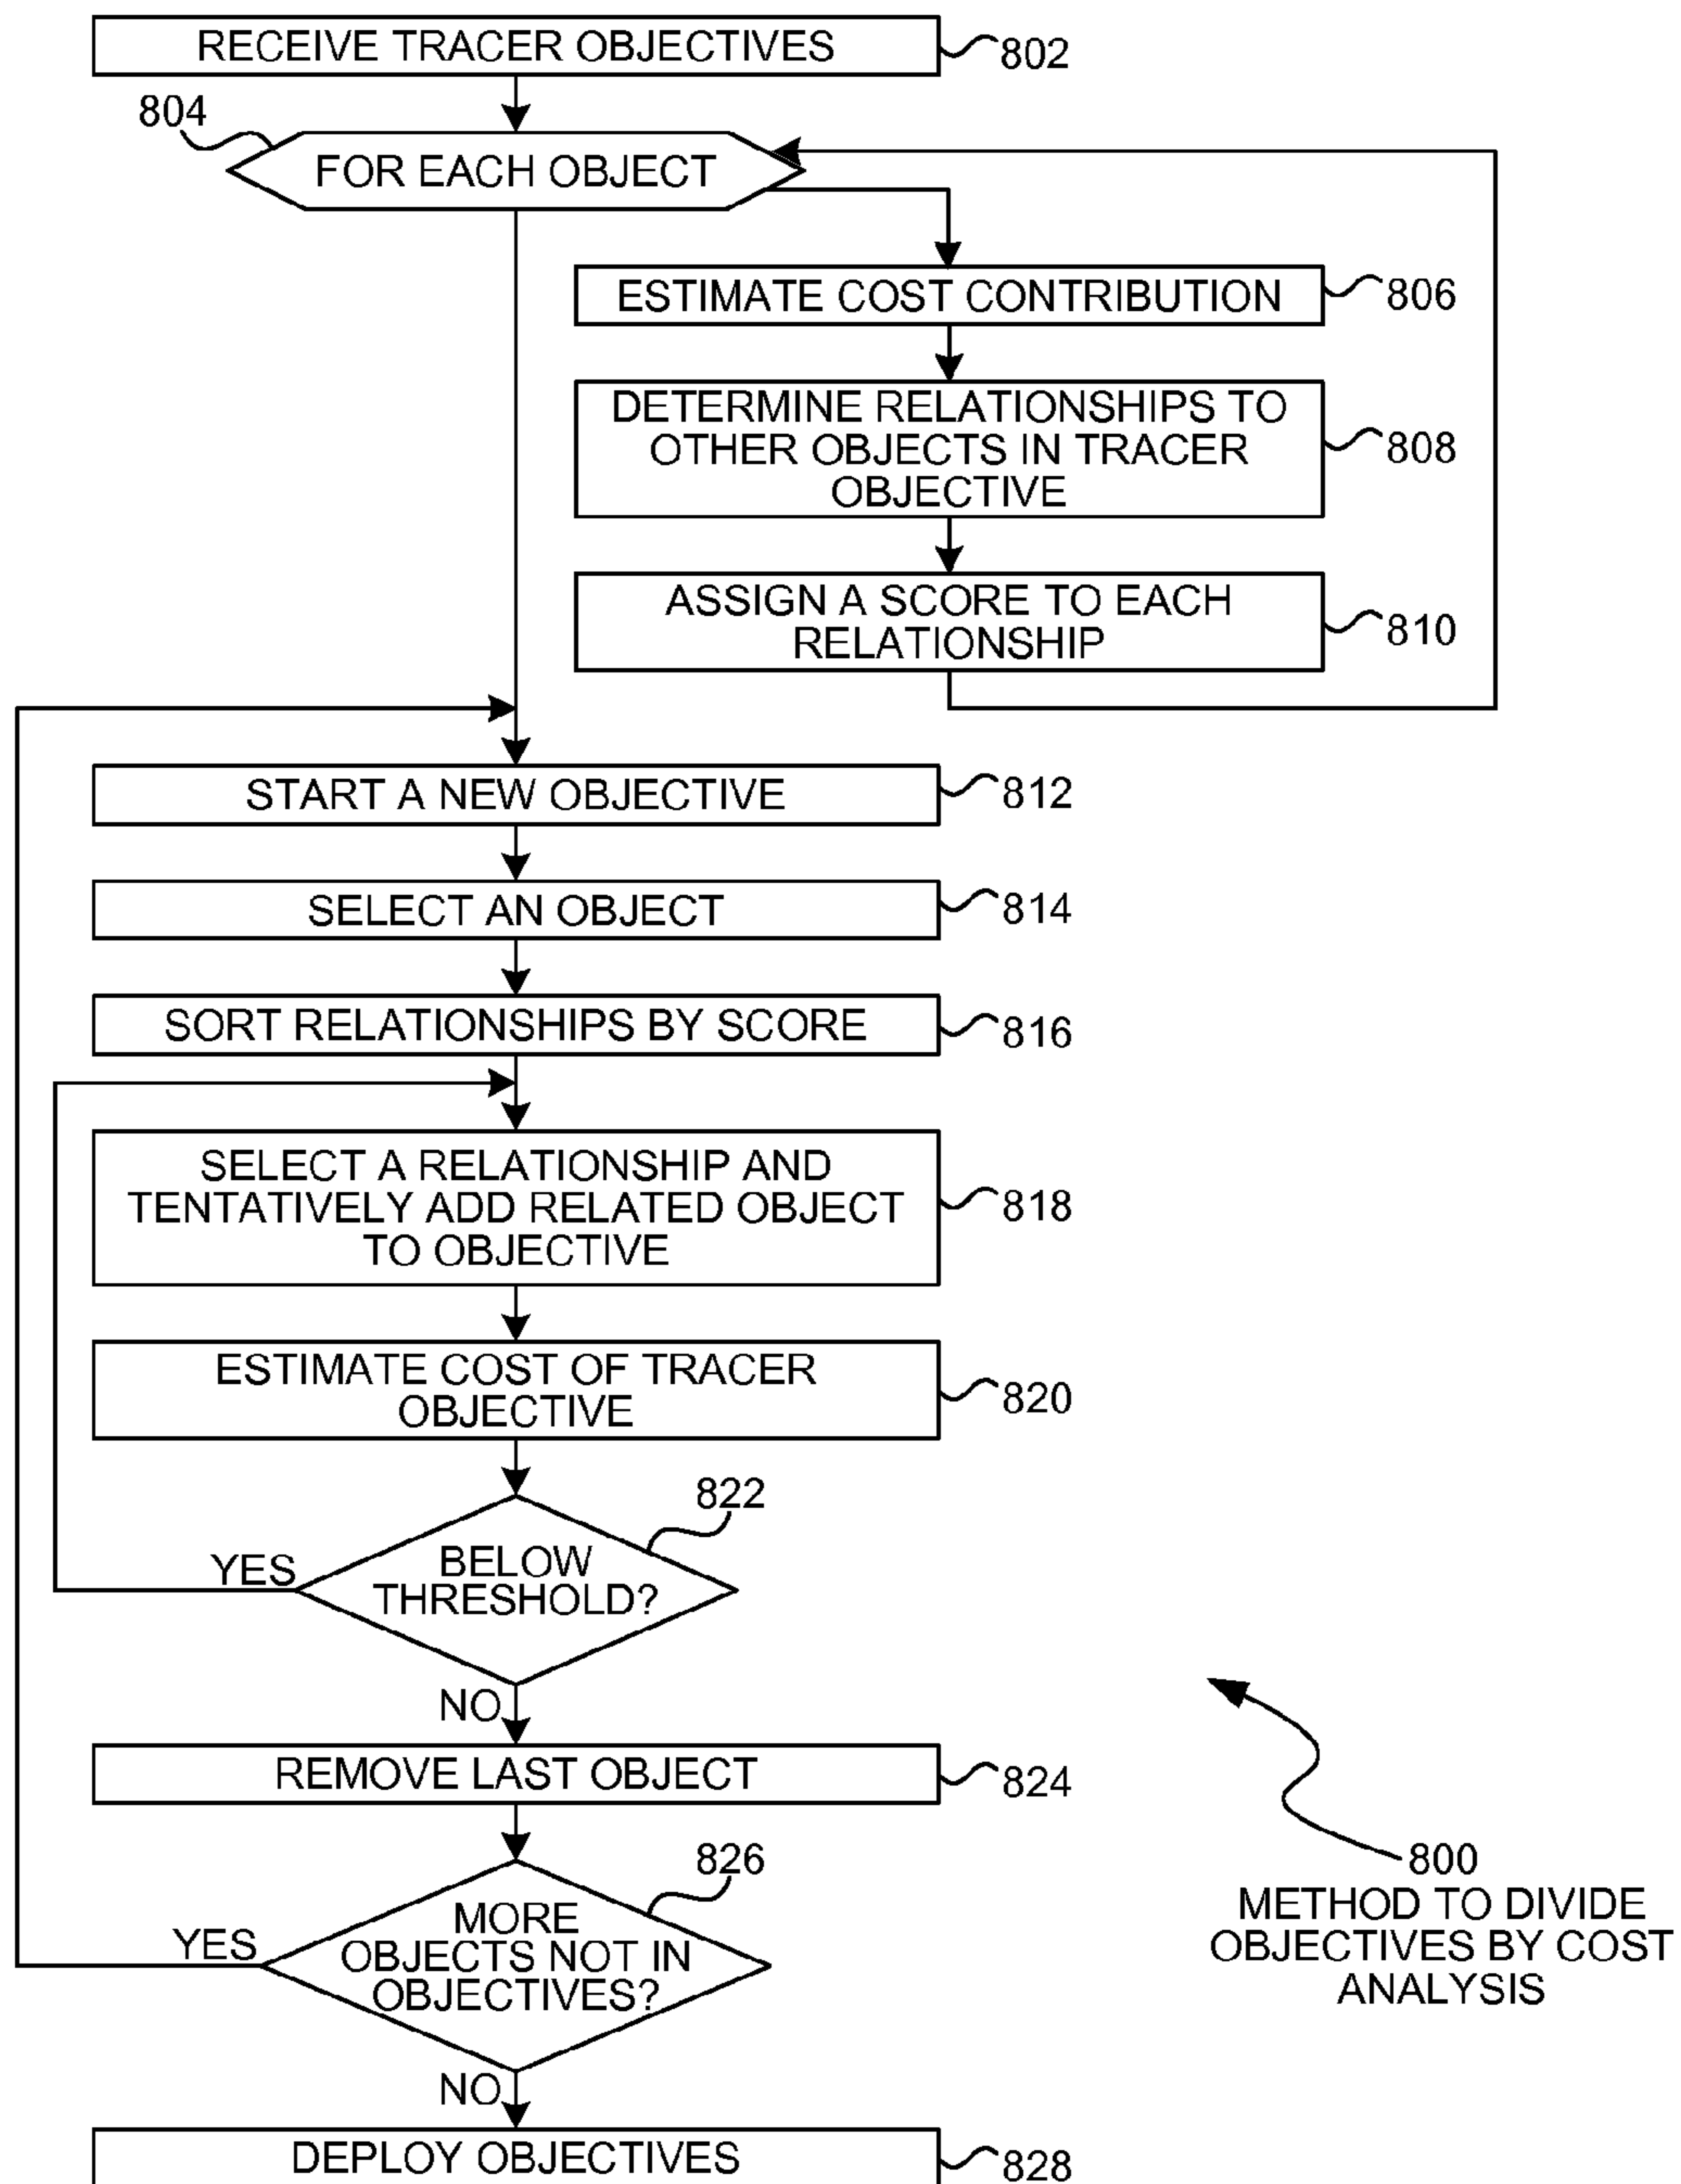 RECEIVE TRACER OBJECTIVES
802
804
FOR EACH OBJECT
ESTIMATE COST CONTRIBUTION
806
DETERMINE RELATIONSHIPS TO
OTHER OBJECTS IN TRACER
OBJECTIVE
808
ASSIGN A SCORE TO EACH
RELATIONSHIP
810
START A NEW OBJECTIVE
812
SELECT AN OBJECT
814
SORT RELATIONSHIPS BY SCORE
816
SELECT A RELATIONSHIP AND
TENTATIVELY ADD RELATED OBJECT
TO OBJECTIVE
818
ESTIMATE COST OF TRACER
OBJECTIVE
820
822
BELOW
THRESHOLD?
YES
NO
REMOVE LAST OBJECT
824
826
MORE
OBJECTS NOT IN
OBJECTIVES?
YES
NO
DEPLOY OBJECTIVES
828
800
METHOD TO DIVIDE
OBJECTIVES BY COST
ANALYSIS